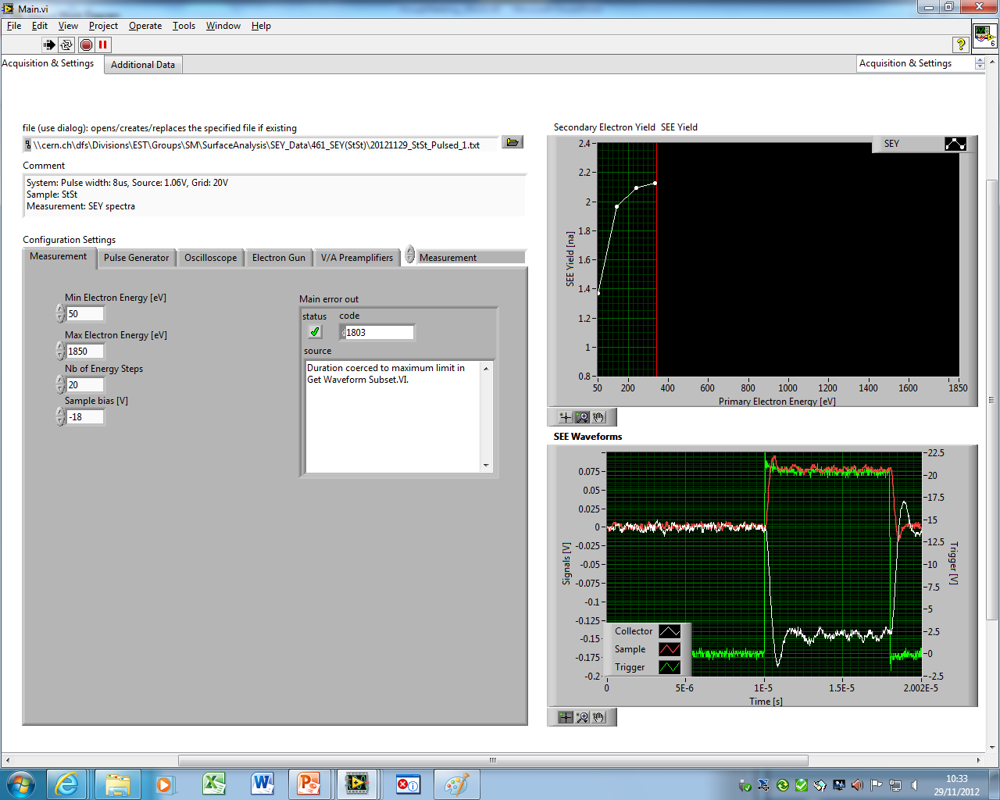 Main.vi
File Edit View Project Operate Tools Window Help
6
Acquisition & Settings Additional Data Acquisition & Settings
file (use dialog): opens/creates/replaces the specified file if existing
\\cern.ch\dfs\Divisions\EST\Groups\SM\SurfaceAnalysis\SEY_Data\461_SEY(StSt)\20121129_StSt_Pulsed_1.txt
Comment
System: Pulse width: 8us, Source: 1.06V, Grid: 20V
Sample: StSt
Measurement: SEY spectra
Configuration Settings
Measurement Pulse Generator Oscilloscope Electron Gun V/A Preamplifiers Measurement
Min Electron Energy [eV]
50
Max Electron Energy [eV]
1850
Nb of Energy Steps
20
Sample bias [V]
-18
Main error out
status code
1803
source
Duration coerced to maximum limit in
Get Waveform Subset.VI.
Secondary Electron Yield SEE Yield
SEY
SEE Yield [na]
2.4
2.2
2
1.8
1.6
1.4
1.2
1
0.8
50 200 400 600 800 1000 1200 1400 1600 1850
Primary Electron Energy [eV]
SEE Waveforms
Signals [V]
0.075
0.05
0.025
0
-0.025
-0.05
-0.075
-0.1
-0.125
-0.15
-0.175
-0.2
Collector
Sample
Trigger
22.5
20
17.5
15
12.5
10
7.5
5
2.5
0
-2.5
Trigger [V]
0 5E-6 1E-5 1.5E-5 2.002E-5
Time [s]
10:33
29/11/2012